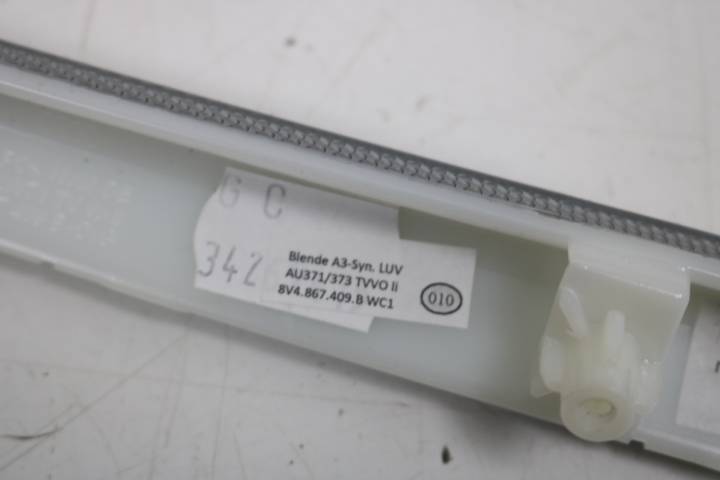 G C
342
Blende A3-Syn. LUV
AU371/373 TVVO li
8V4.867.409.B WC1
010